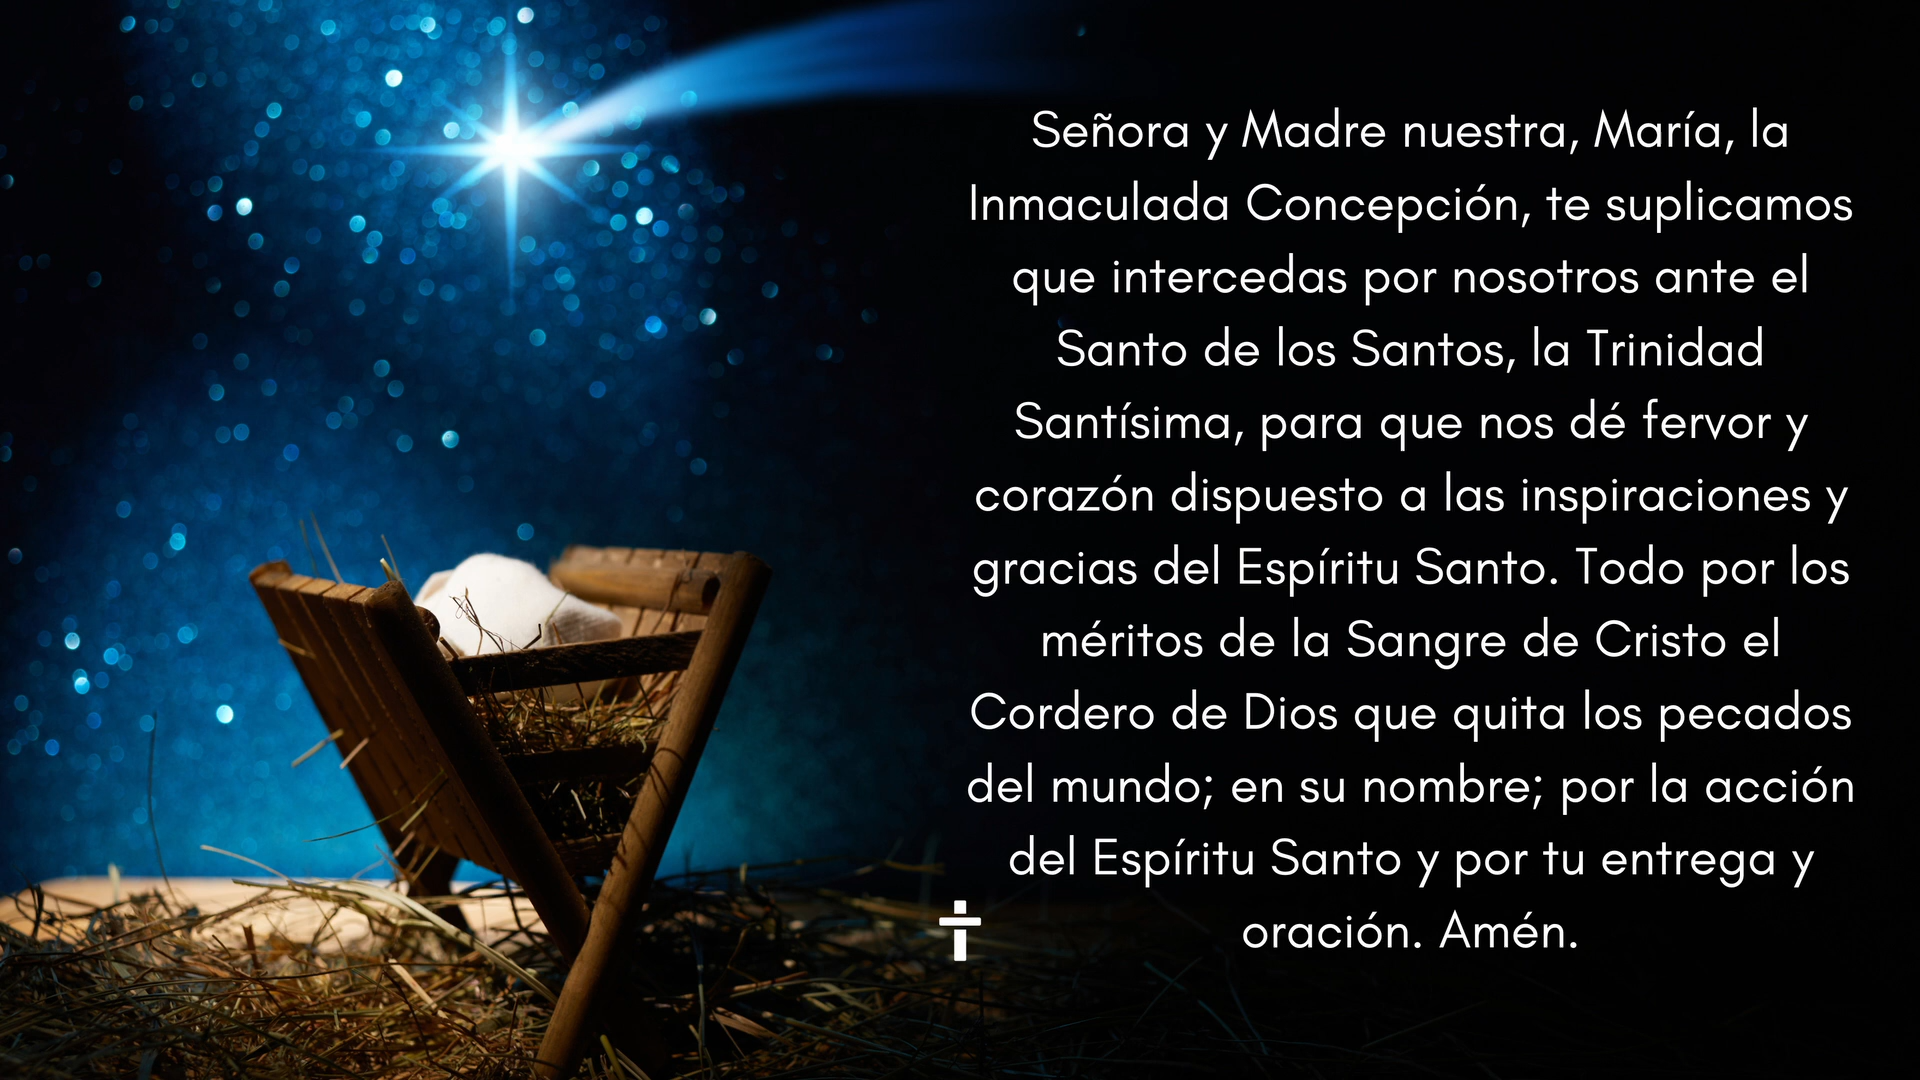 Señora y Madre nuestra, María, la
Inmaculada Concepción, te suplicamos
que intercedas por nosotros ante el
Santo de los Santos, la Trinidad
Santísima, para que nos dé fervor y
corazón dispuesto a las inspiraciones y
gracias del Espíritu Santo. Todo por los
méritos de la Sangre de Cristo el
Cordero de Dios que quita los pecados
del mundo; en su nombre; por la acción
del Espíritu Santo y por tu entrega y
oración. Amén.